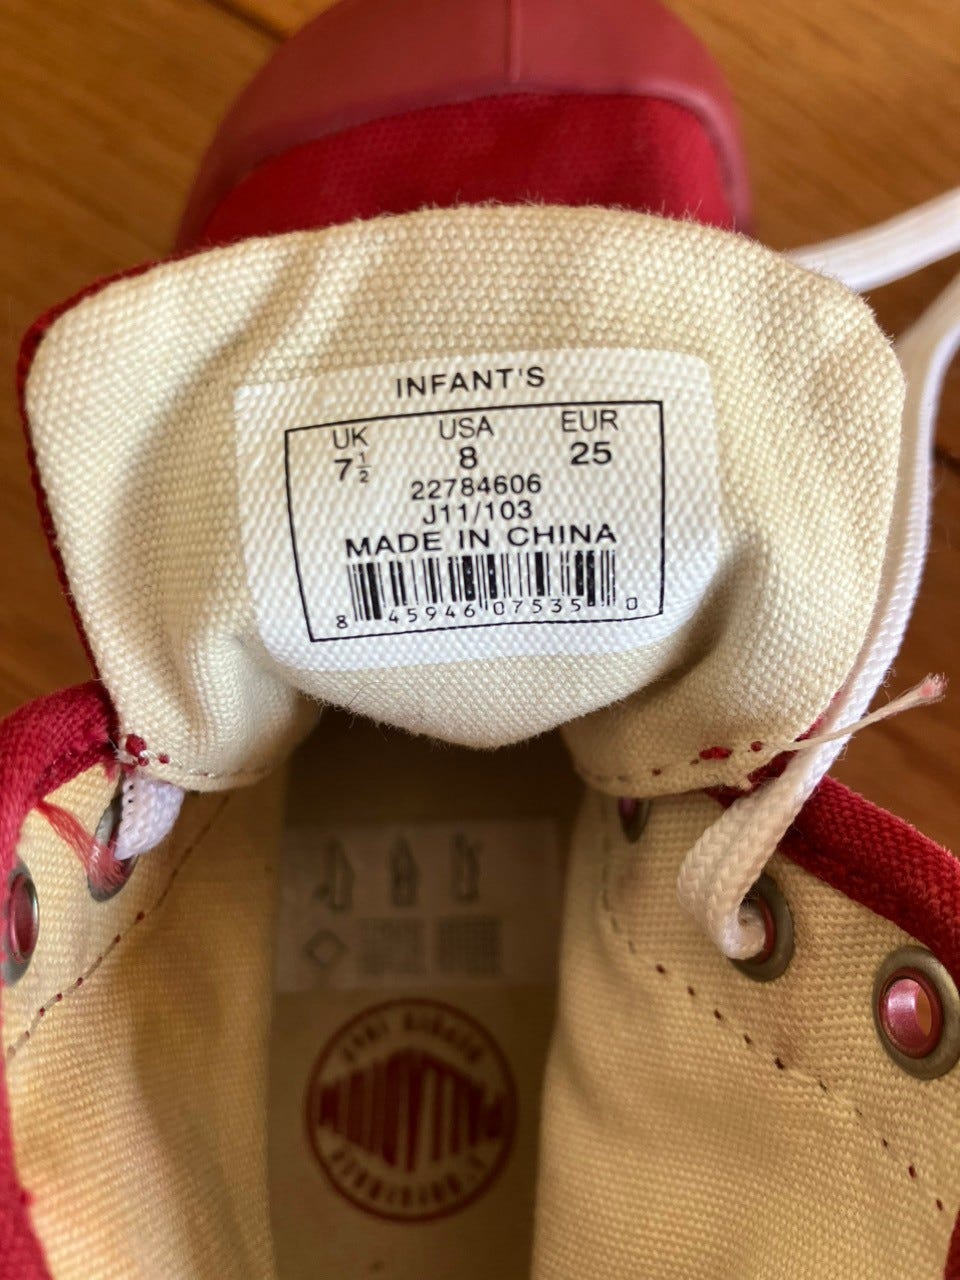 INFANT'S
UK USA EUR
7½ 8 25
22784606
J11/103
MADE IN CHINA
8 45946 07535 0